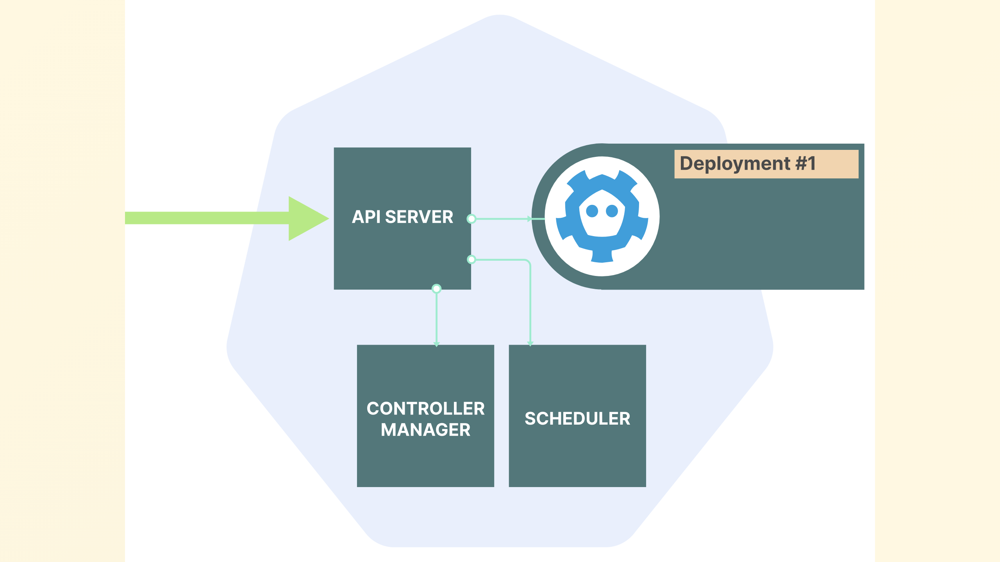 Deployment #1
API SERVER
CONTROLLER
MANAGER
SCHEDULER